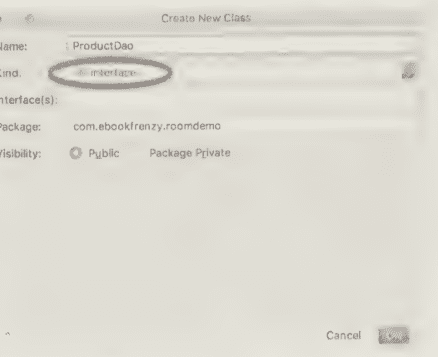 Create New Class
Name: ProductDao
Kind: Interface
Interface(s):
Package: com.ebookfrenzy.roomdemo
Visibility: Public Package Private
Cancel